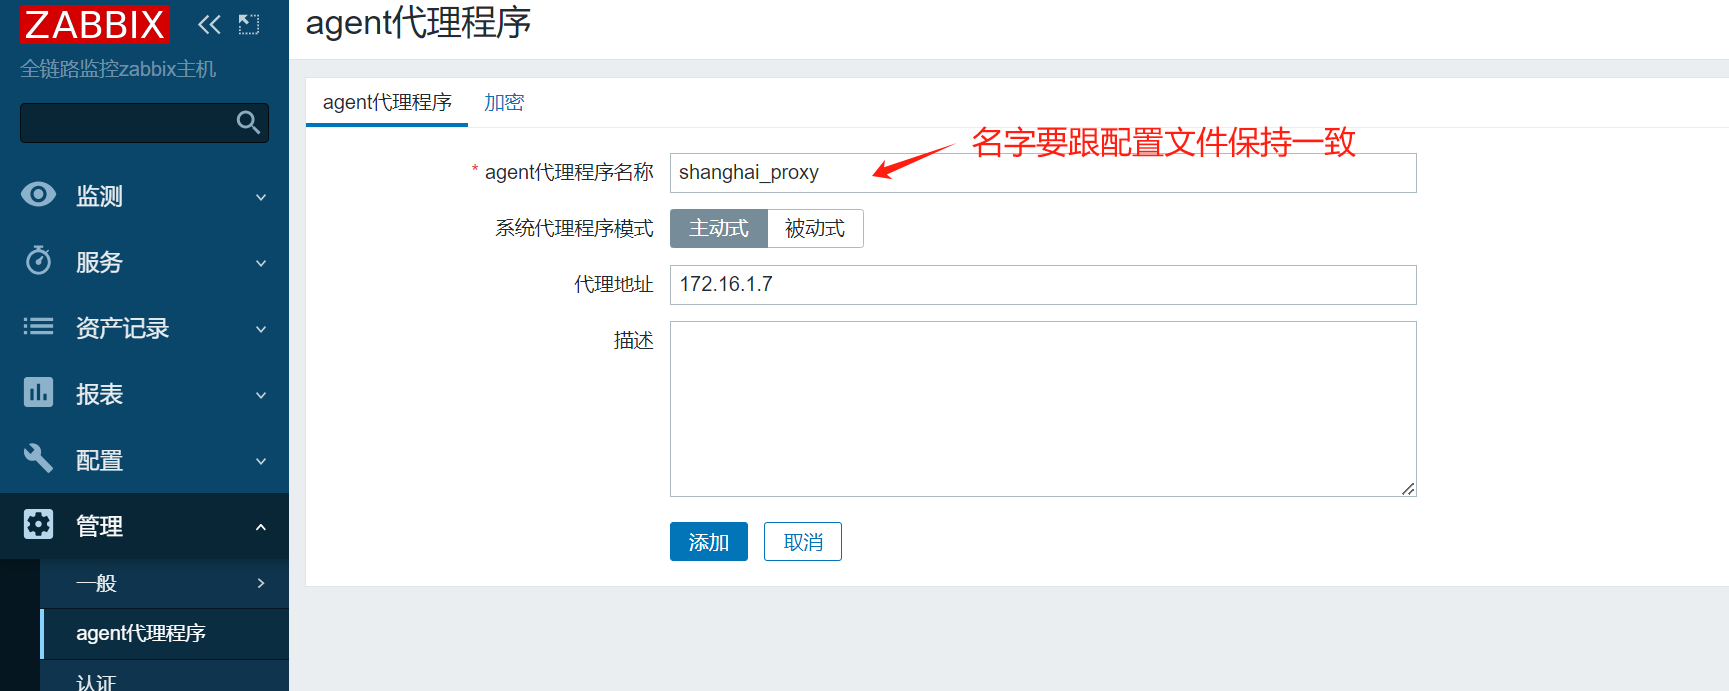 ZABBIX
全链路监控zabbix主机
监测
服务
资产记录
报表
配置
管理
一般
agent代理程序
认证
agent代理程序
agent代理程序 加密
名字要跟配置文件保持一致
* agent代理程序名称 shanghai_proxy
系统代理程序模式 主动式 被动式
代理地址 172.16.1.7
描述
添加 取消